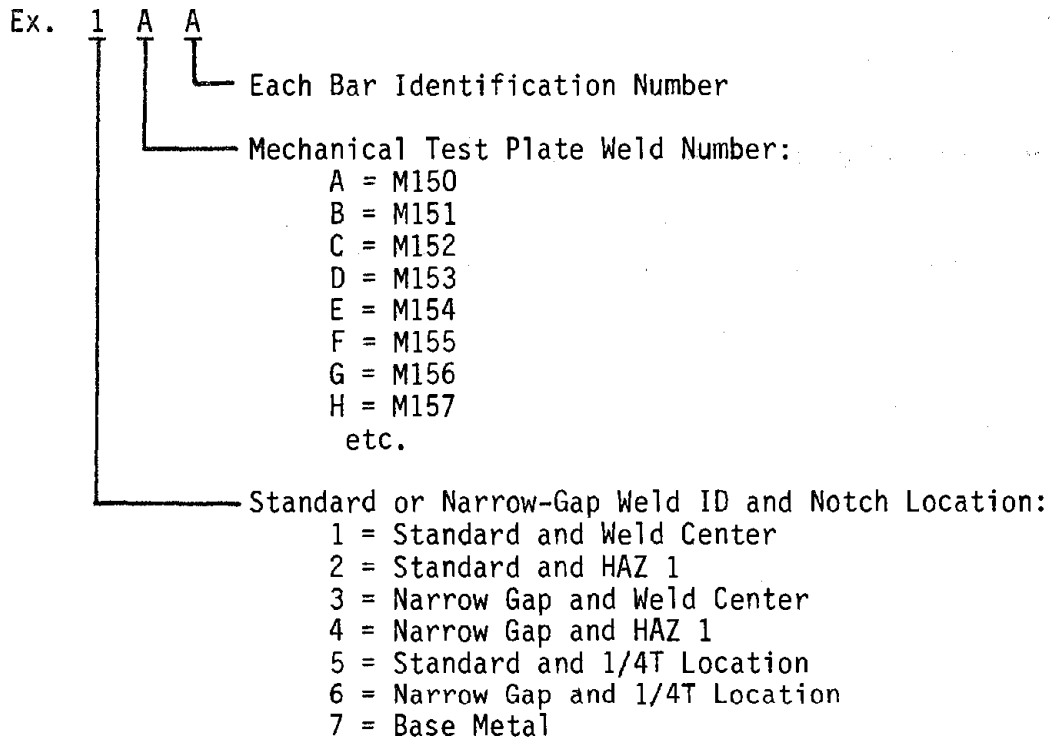 Ex. 1 A A
Each Bar Identification Number
Mechanical Test Plate Weld Number:
A = M150
B = M151
C = M152
D = M153
E = M154
F = M155
G = M156
H = M157
etc.
Standard or Narrow-Gap Weld ID and Notch Location:
1 = Standard and Weld Center
2 = Standard and HAZ 1
3 = Narrow Gap and Weld Center
4 = Narrow Gap and HAZ 1
5 = Standard and 1/4T Location
6 = Narrow Gap and 1/4T Location
7 = Base Metal